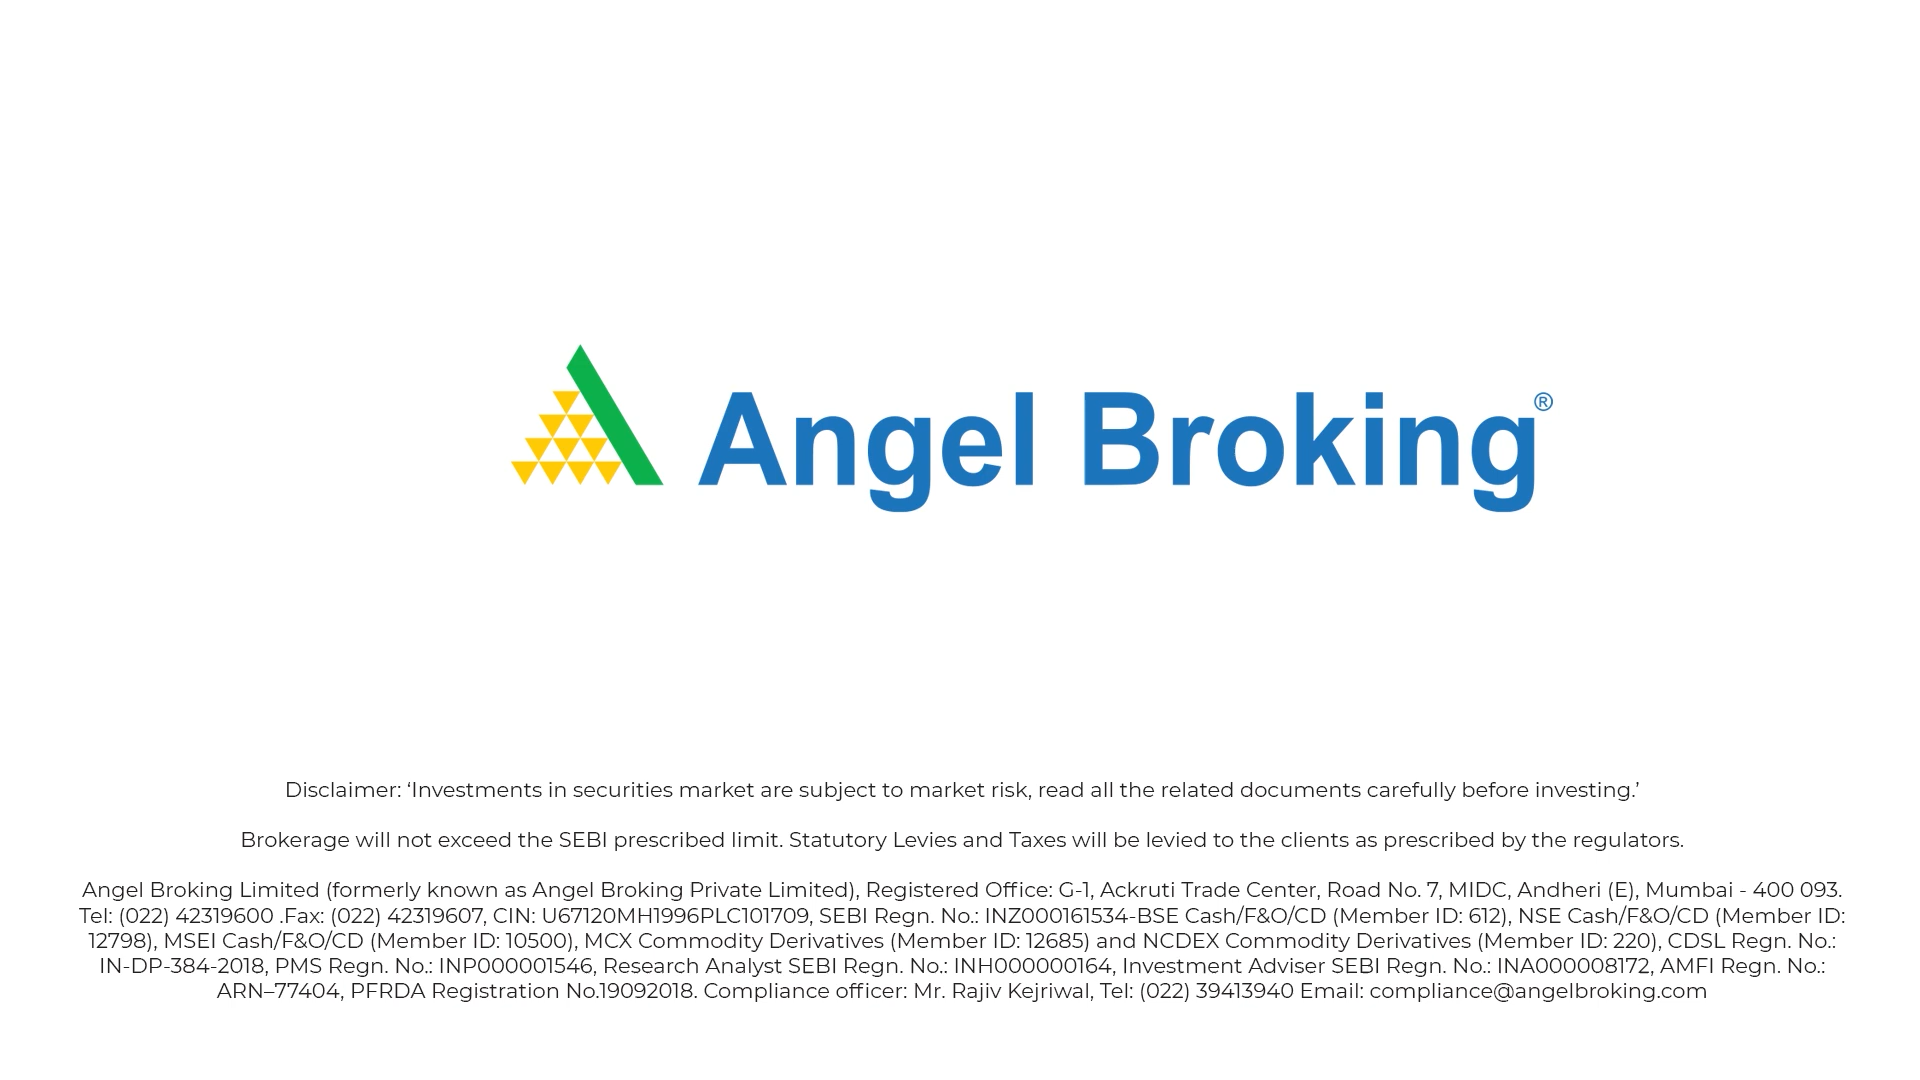 Angel Broking®
Disclaimer: ‘Investments in securities market are subject to market risk, read all the related documents carefully before investing.’
Brokerage will not exceed the SEBI prescribed limit. Statutory Levies and Taxes will be levied to the clients as prescribed by the regulators.
Angel Broking Limited (formerly known as Angel Broking Private Limited), Registered Office: G-1, Ackruti Trade Center, Road No. 7, MIDC, Andheri (E), Mumbai - 400 093.
Tel: (022) 42319600 .Fax: (022) 42319607, CIN: U67120MH1996PLC101709, SEBI Regn. No.: INZ000161534-BSE Cash/F&O/CD (Member ID: 612), NSE Cash/F&O/CD (Member ID:
12798), MSEI Cash/F&O/CD (Member ID: 10500), MCX Commodity Derivatives (Member ID: 12685) and NCDEX Commodity Derivatives (Member ID: 220), CDSL Regn. No.:
IN-DP-384-2018, PMS Regn. No.: INP000001546, Research Analyst SEBI Regn. No.: INH000000164, Investment Adviser SEBI Regn. No.: INA000008172, AMFI Regn. No.:
ARN–77404, PFRDA Registration No.19092018. Compliance officer: Mr. Rajiv Kejriwal, Tel: (022) 39413940 Email: compliance@angelbroking.com